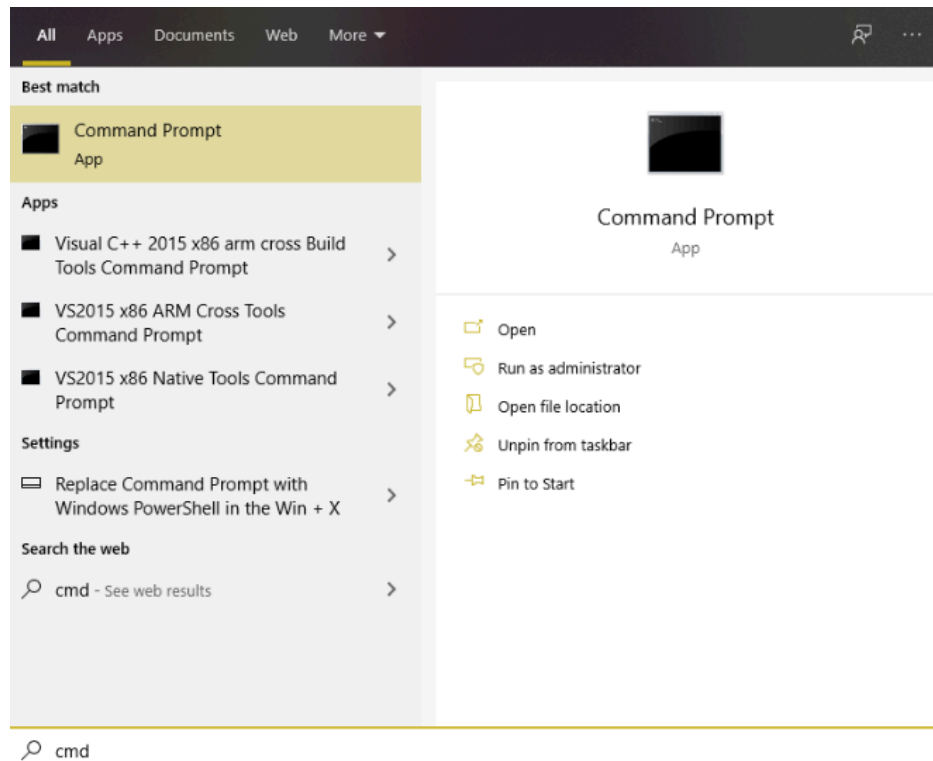 All Apps Documents Web More
Best match
Command Prompt
App
Apps
Visual C++ 2015 x86 arm cross Build
Tools Command Prompt
VS2015 x86 ARM Cross Tools
Command Prompt
VS2015 x86 Native Tools Command
Prompt
Settings
Replace Command Prompt with
Windows PowerShell in the Win + X
Search the web
cmd - See web results
Command Prompt
App
Open
Run as administrator
Open file location
Unpin from taskbar
Pin to Start
cmd